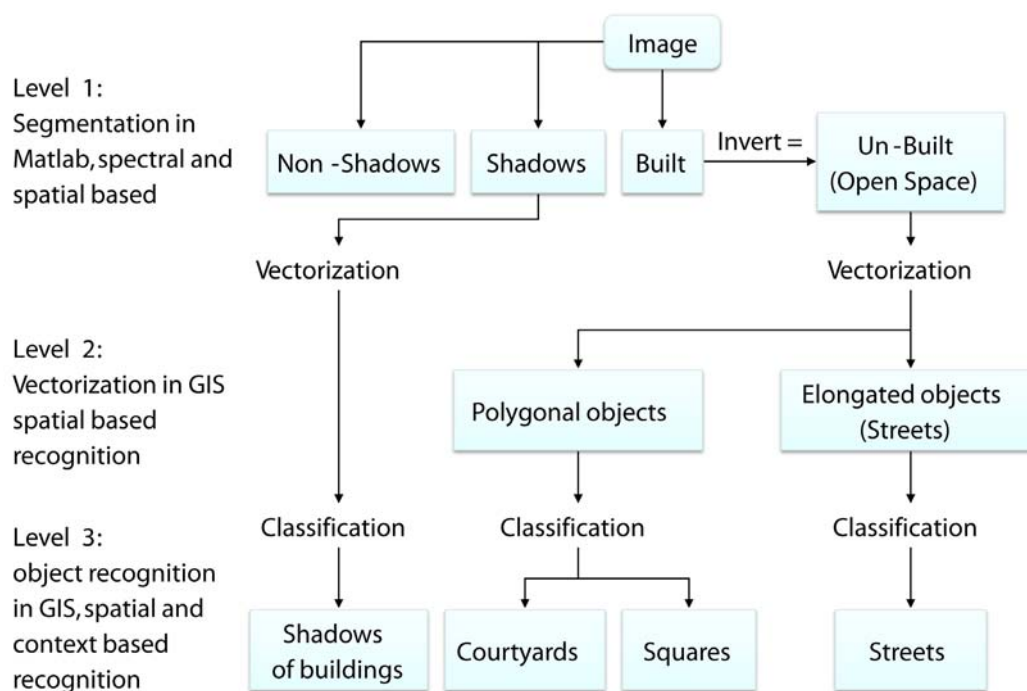 Image
Level 1:
Segmentation in
Matlab, spectral and
spatial based
Non -Shadows
Shadows
Built
Invert =
Un -Built
(Open Space)
Vectorization
Vectorization
Level 2:
Vectorization in GIS
spatial based
recognition
Polygonal objects
Elongated objects
(Streets)
Level 3:
object recognition
in GIS, spatial and
context based
recognition
Classification
Classification
Classification
Shadows
of buildings
Courtyards
Squares
Streets